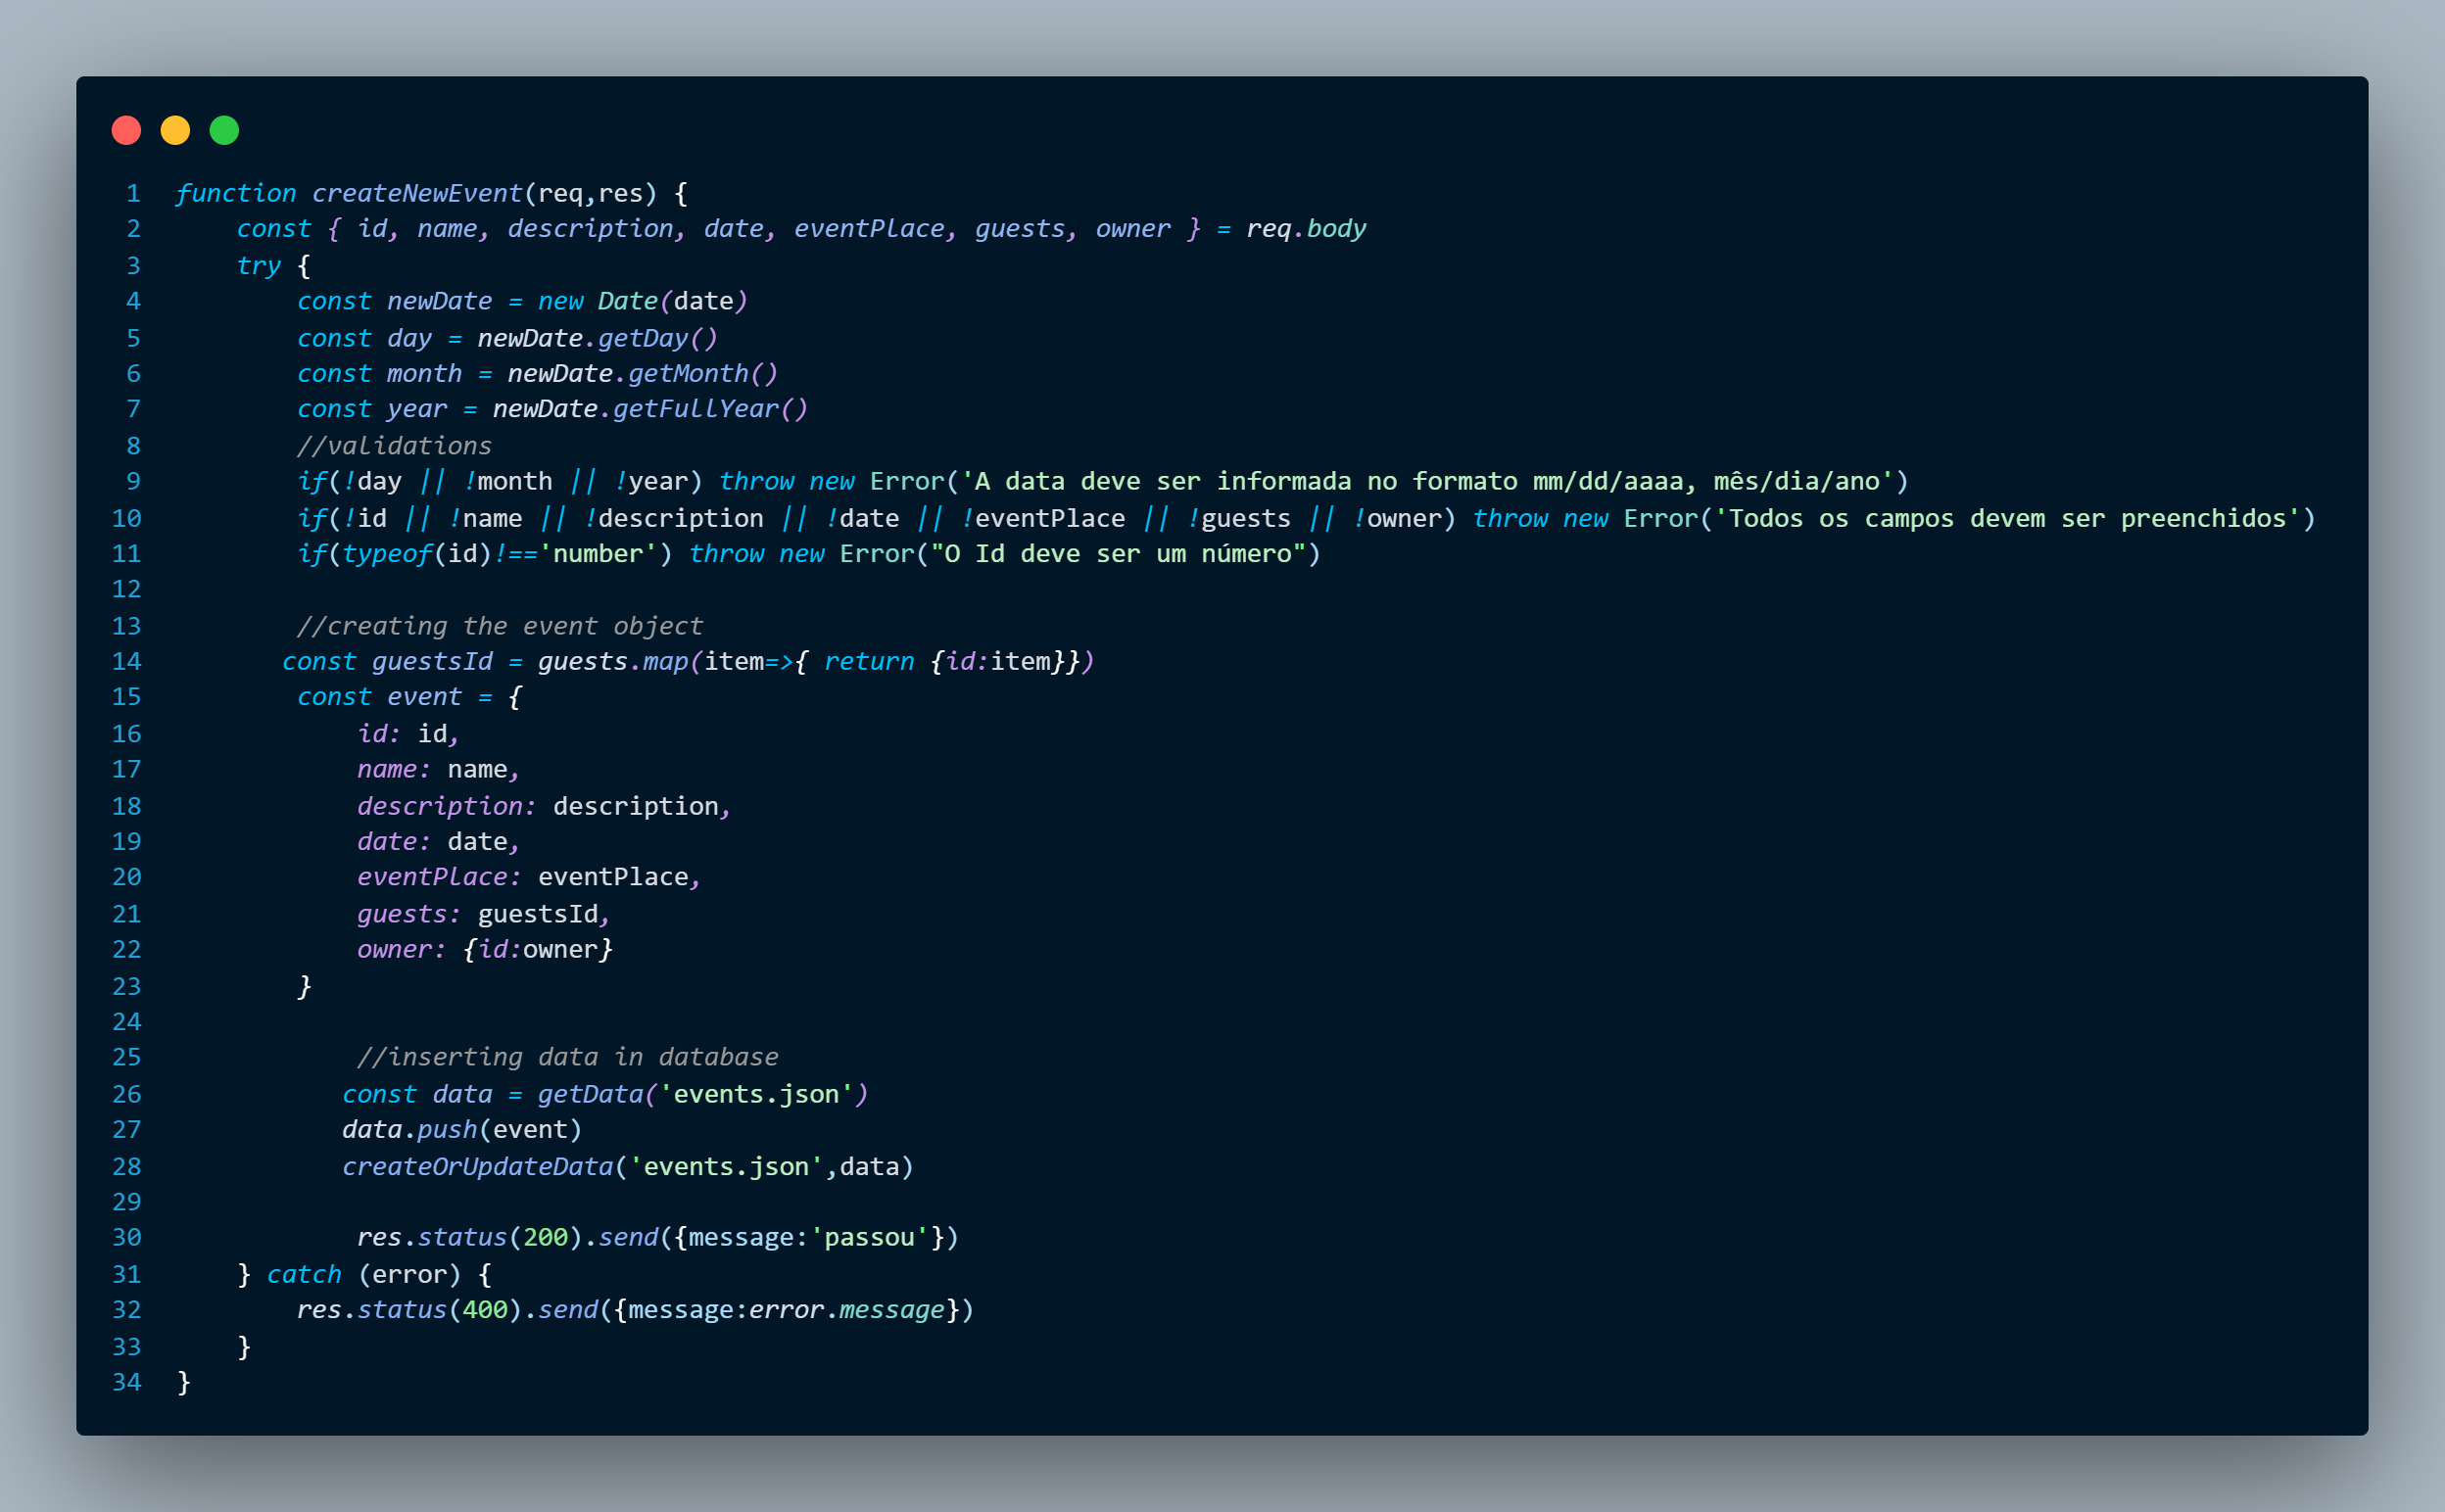 1 function createNewEvent(req,res) {
2 const { id, name, description, date, eventPlace, guests, owner } = req.body
3 try {
4 const newDate = new Date(date)
5 const day = newDate.getDay()
6 const month = newDate.getMonth()
7 const year = newDate.getFullYear()
8 //validations
9 if(!day || !month || !year) throw new Error('A data deve ser informada no formato mm/dd/aaaa, mês/dia/ano')
10 if(!id || !name || !description || !date || !eventPlace || !guests || !owner) throw new Error('Todos os campos devem ser preenchidos')
11 if(typeof(id)!=='number') throw new Error("O Id deve ser um número")
12
13 //creating the event object
14 const guestsId = guests.map(item=>{ return {id:item}})
15 const event = {
16 id: id,
17 name: name,
18 description: description,
19 date: date,
20 eventPlace: eventPlace,
21 guests: guestsId,
22 owner: {id:owner}
23 }
24
25 //inserting data in database
26 const data = getData('events.json')
27 data.push(event)
28 createOrUpdateData('events.json',data)
29
30 res.status(200).send({message:'passou'})
31 } catch (error) {
32 res.status(400).send({message:error.message})
33 }
34 }